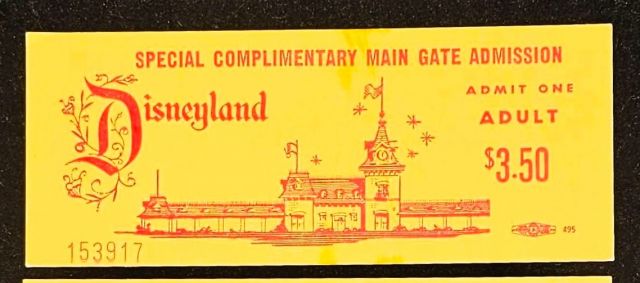 SPECIAL COMPLIMENTARY MAIN GATE ADMISSION
Disneyland
ADMIT ONE
ADULT
$3.50
153917
495